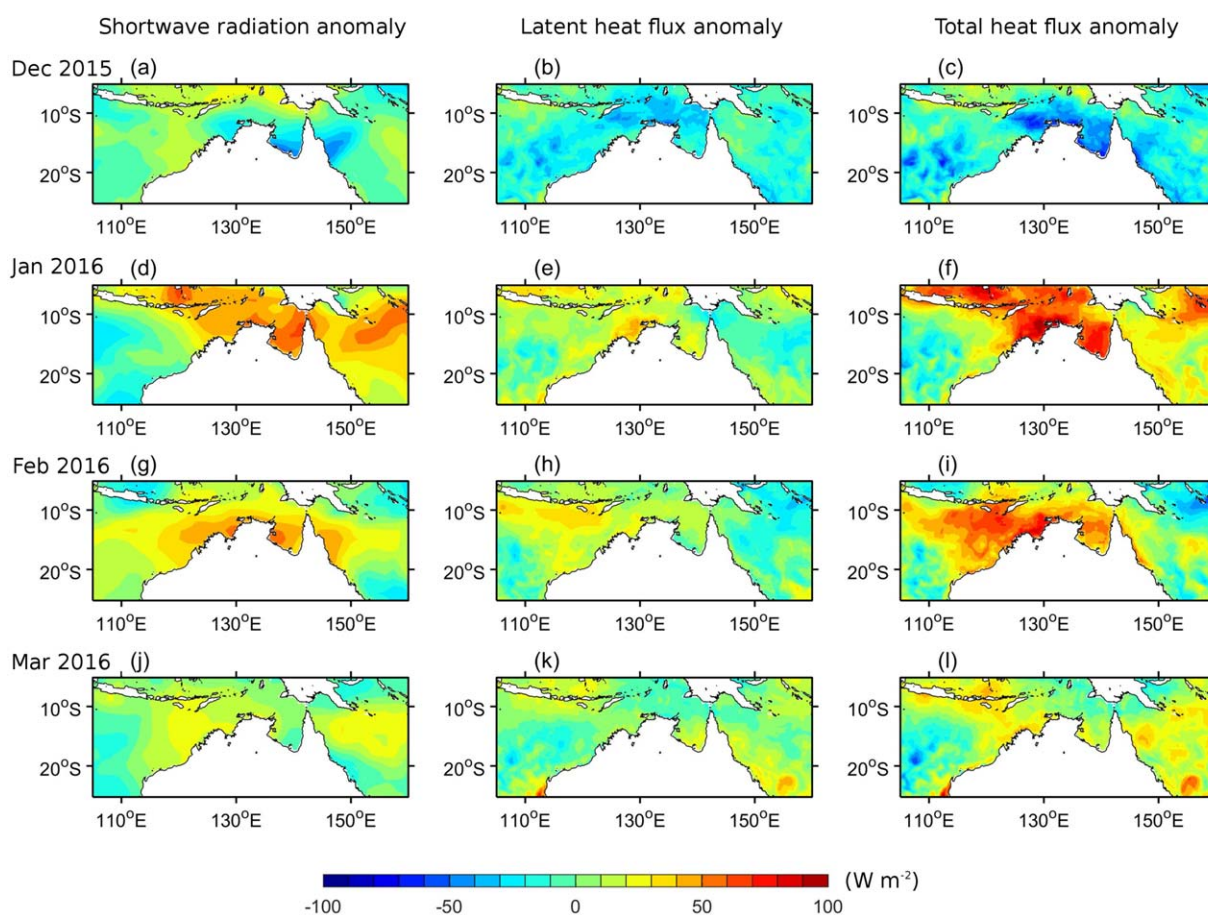 Shortwave radiation anomaly Latent heat flux anomaly Total heat flux anomaly
Dec 2015 (a) (b) (c)
10°S 10°S 10°S
20°S 20°S 20°S
110°E 130°E 150°E 110°E 130°E 150°E 110°E 130°E 150°E
Jan 2016 (d) (e) (f)
10°S 10°S 10°S
20°S 20°S 20°S
110°E 130°E 150°E 110°E 130°E 150°E 110°E 130°E 150°E
Feb 2016 (g) (h) (i)
10°S 10°S 10°S
20°S 20°S 20°S
110°E 130°E 150°E 110°E 130°E 150°E 110°E 130°E 150°E
Mar 2016 (j) (k) (l)
10°S 10°S 10°S
20°S 20°S 20°S
110°E 130°E 150°E 110°E 130°E 150°E 110°E 130°E 150°E
(W m⁻²)
-100 -50 0 50 100